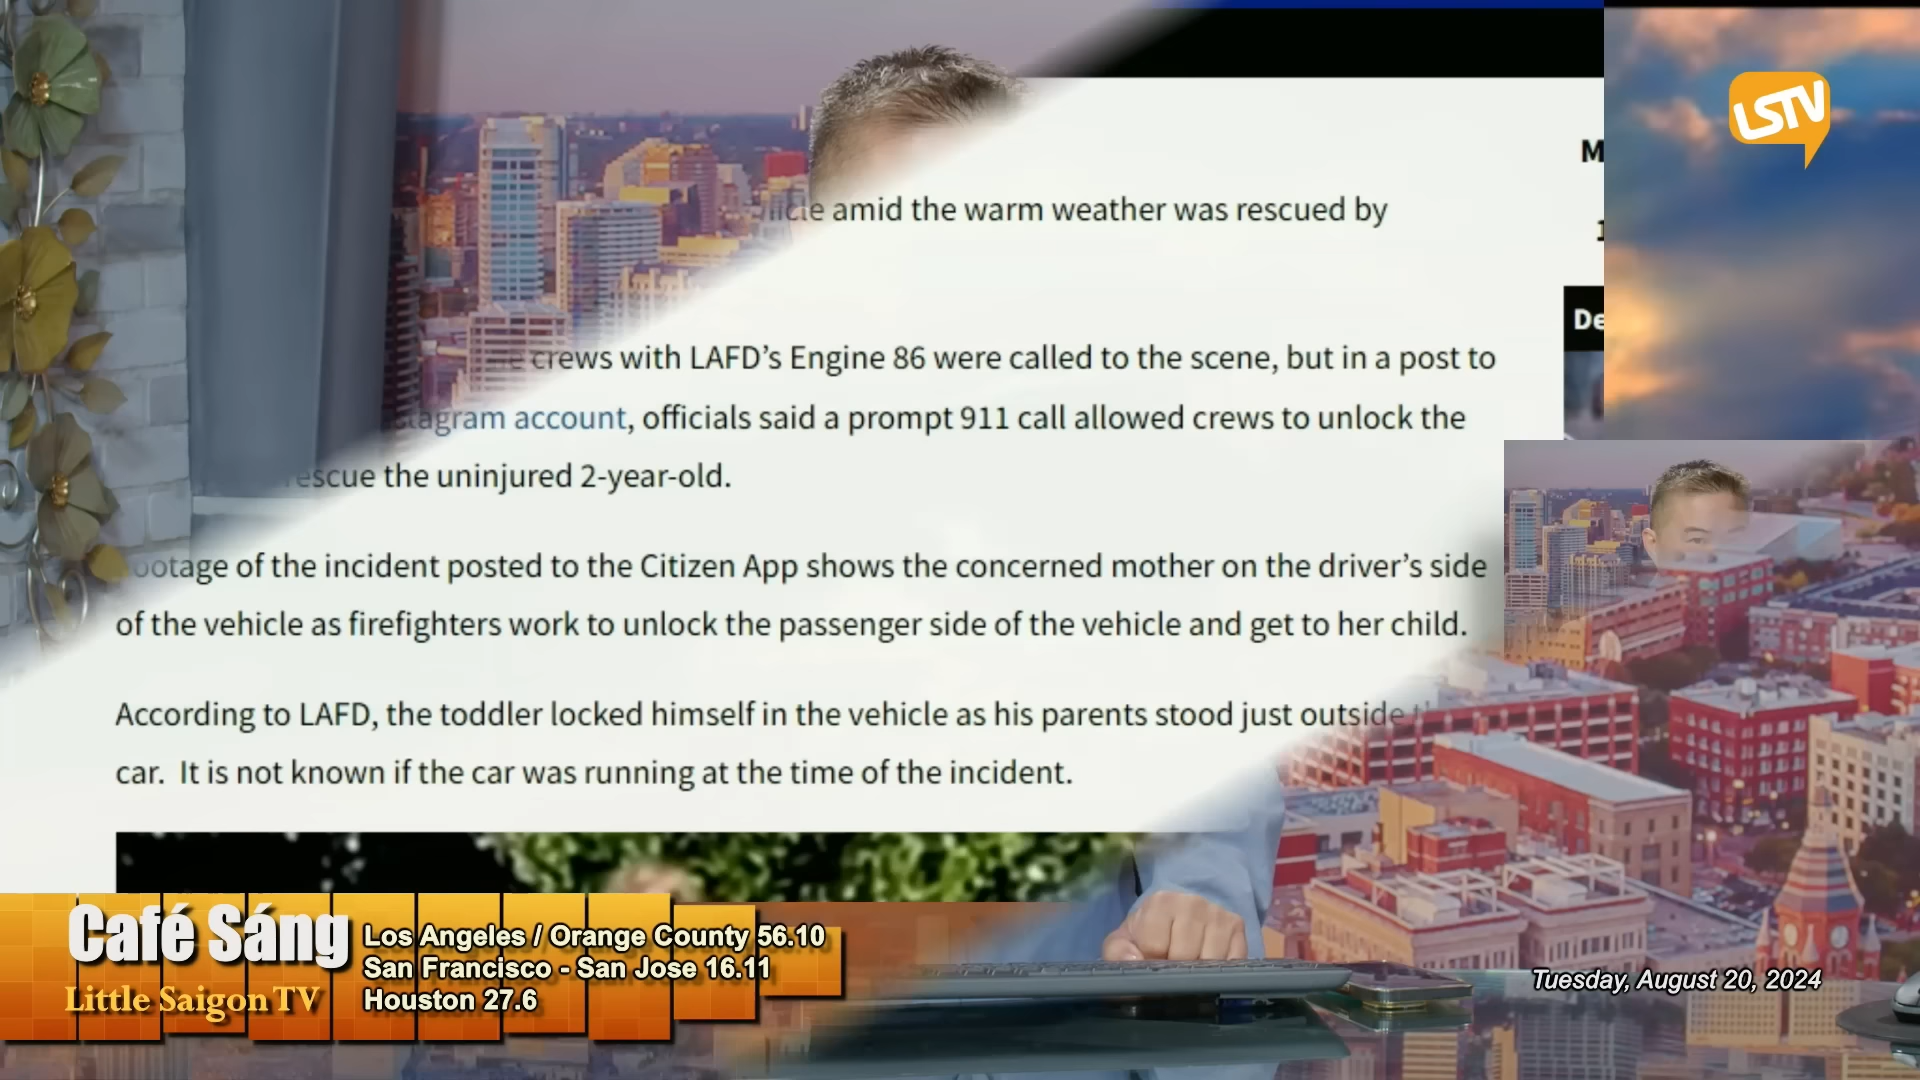 LSTV
M
amid the warm weather was rescued by
1
De
crews with LAFD's Engine 86 were called to the scene, but in a post to
account, officials said a prompt 911 call allowed crews to unlock the
the uninjured 2-year-old.
of the incident posted to the Citizen App shows the concerned mother on the driver's side
of the vehicle as firefighters work to unlock the passenger side of the vehicle and get to her child.
According to LAFD, the toddler locked himself in the vehicle as his parents stood just outside
car. It is not known if the car was running at the time of the incident.
Café Sáng
Little Saigon TV
Los Angeles / Orange County 56.10
San Francisco - San Jose 16.11
Houston 27.6
Tuesday, August 20, 2024